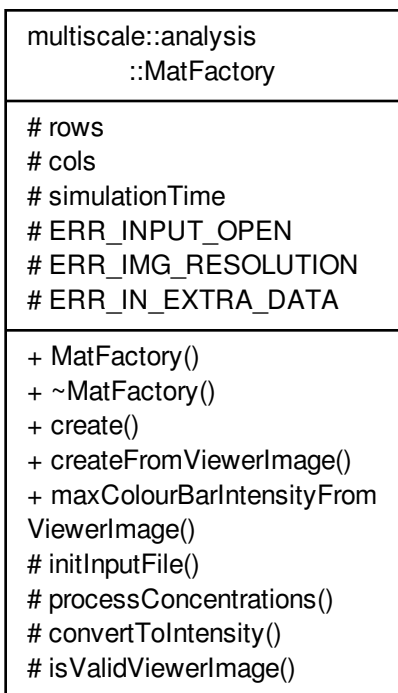 multiscale::analysis
::MatFactory
# rows
# cols
# simulationTime
# ERR_INPUT_OPEN
# ERR_IMG_RESOLUTION
# ERR_IN_EXTRA_DATA
+ MatFactory()
+ ~MatFactory()
+ create()
+ createFromViewerImage()
+ maxColourBarIntensityFrom
ViewerImage()
# initInputFile()
# processConcentrations()
# convertToIntensity()
# isValidViewerImage()